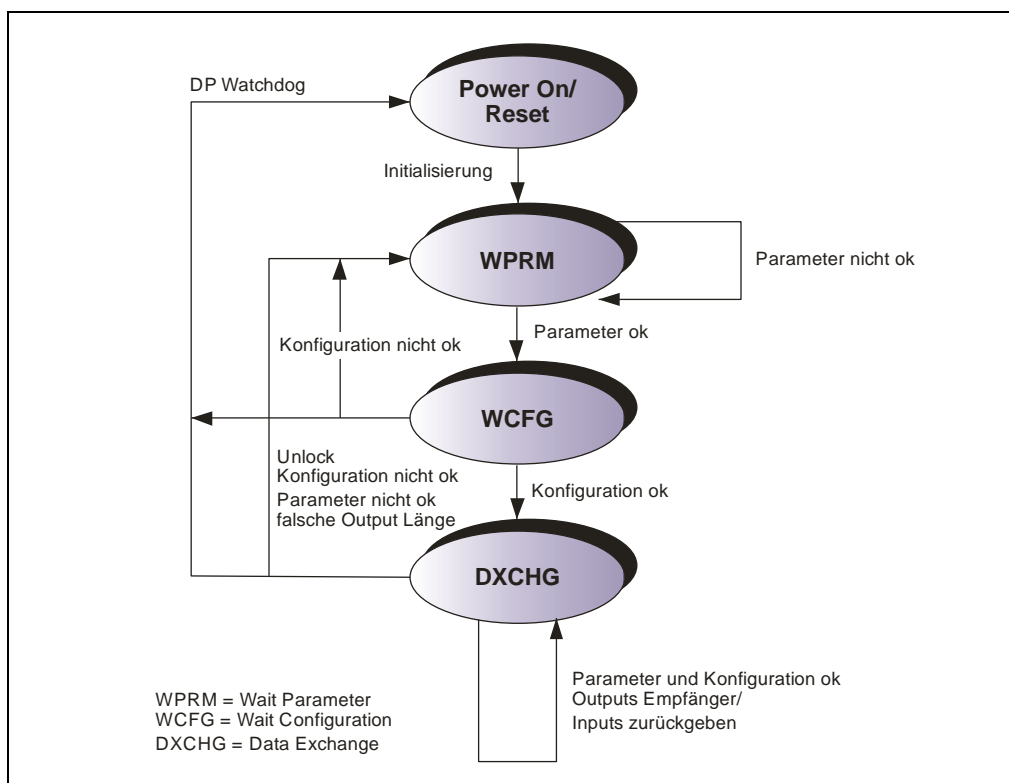 DP Watchdog
Power On/
Reset
Initialisierung
WPRM
Parameter nicht ok
Parameter ok
Konfiguration nicht ok
WCFG
Unlock
Konfiguration nicht ok
Parameter nicht ok
falsche Output Länge
Konfiguration ok
DXCHG
Parameter und Konfiguration ok
Outputs Empfänger/
Inputs zurückgeben
WPRM = Wait Parameter
WCFG = Wait Configuration
DXCHG = Data Exchange